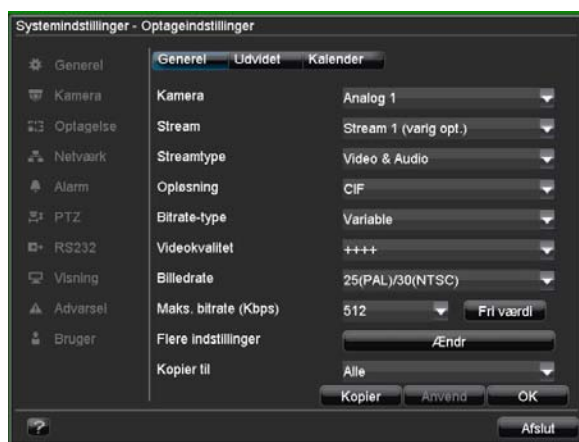 Systemindstillinger - Optageindstillinger
Generel
Kamera
Optagelse
Netværk
Alarm
PTZ
RS232
Visning
Advarsel
Bruger
Generel Udvidet Kalender
Kamera Analog 1
Stream Stream 1 (varig opt.)
Streamtype Video & Audio
Opløsning CIF
Bitrate-type Variable
Videokvalitet ++++
Billedrate 25(PAL)/30(NTSC)
Maks. bitrate (Kbps) 512 Fri værdi
Flere indstillinger Ændr
Kopier til Alle
Kopier Anvend OK
? Afslut